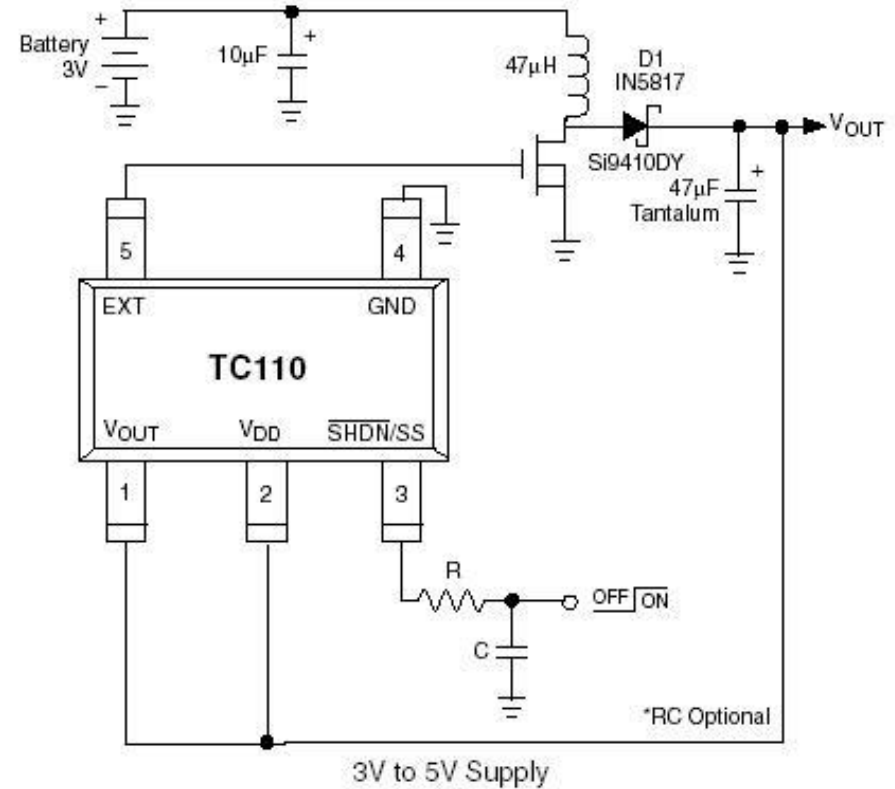 +
Battery
3V
–
10µF
+
47µH
D1
IN5817
VOUT
Si9410DY
47µF
Tantalum
+
5
4
EXT
GND
TC110
VOUT
VDD
SHDN/SS
1
2
3
R
OFF ON
C
*RC Optional
3V to 5V Supply